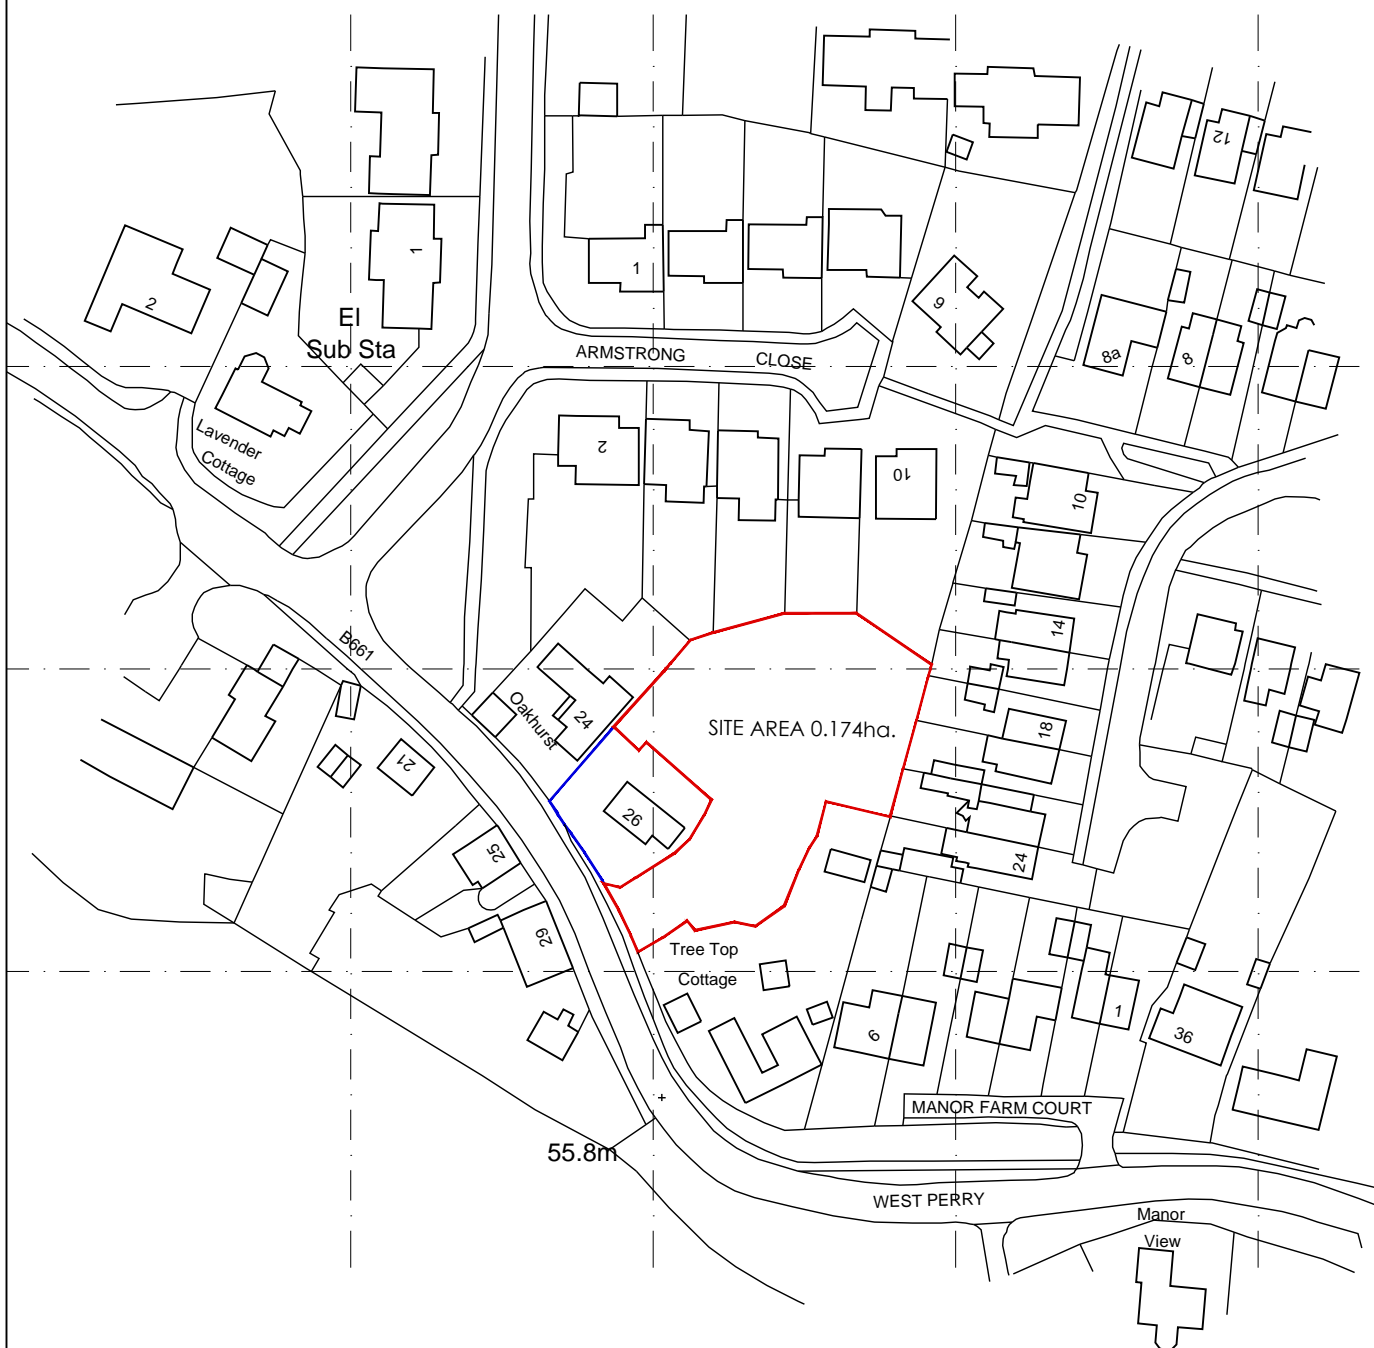 12
1
1
2
El
Sub Sta
9
8a
8
ARMSTRONG CLOSE
Lavender
Cottage
2
10
10
14
B661
Oakhurst
24
18
SITE AREA 0.174ha.
21
26
25
24
29
Tree Top
Cottage
1
6
36
MANOR FARM COURT
55.8m
WEST PERRY
Manor
View